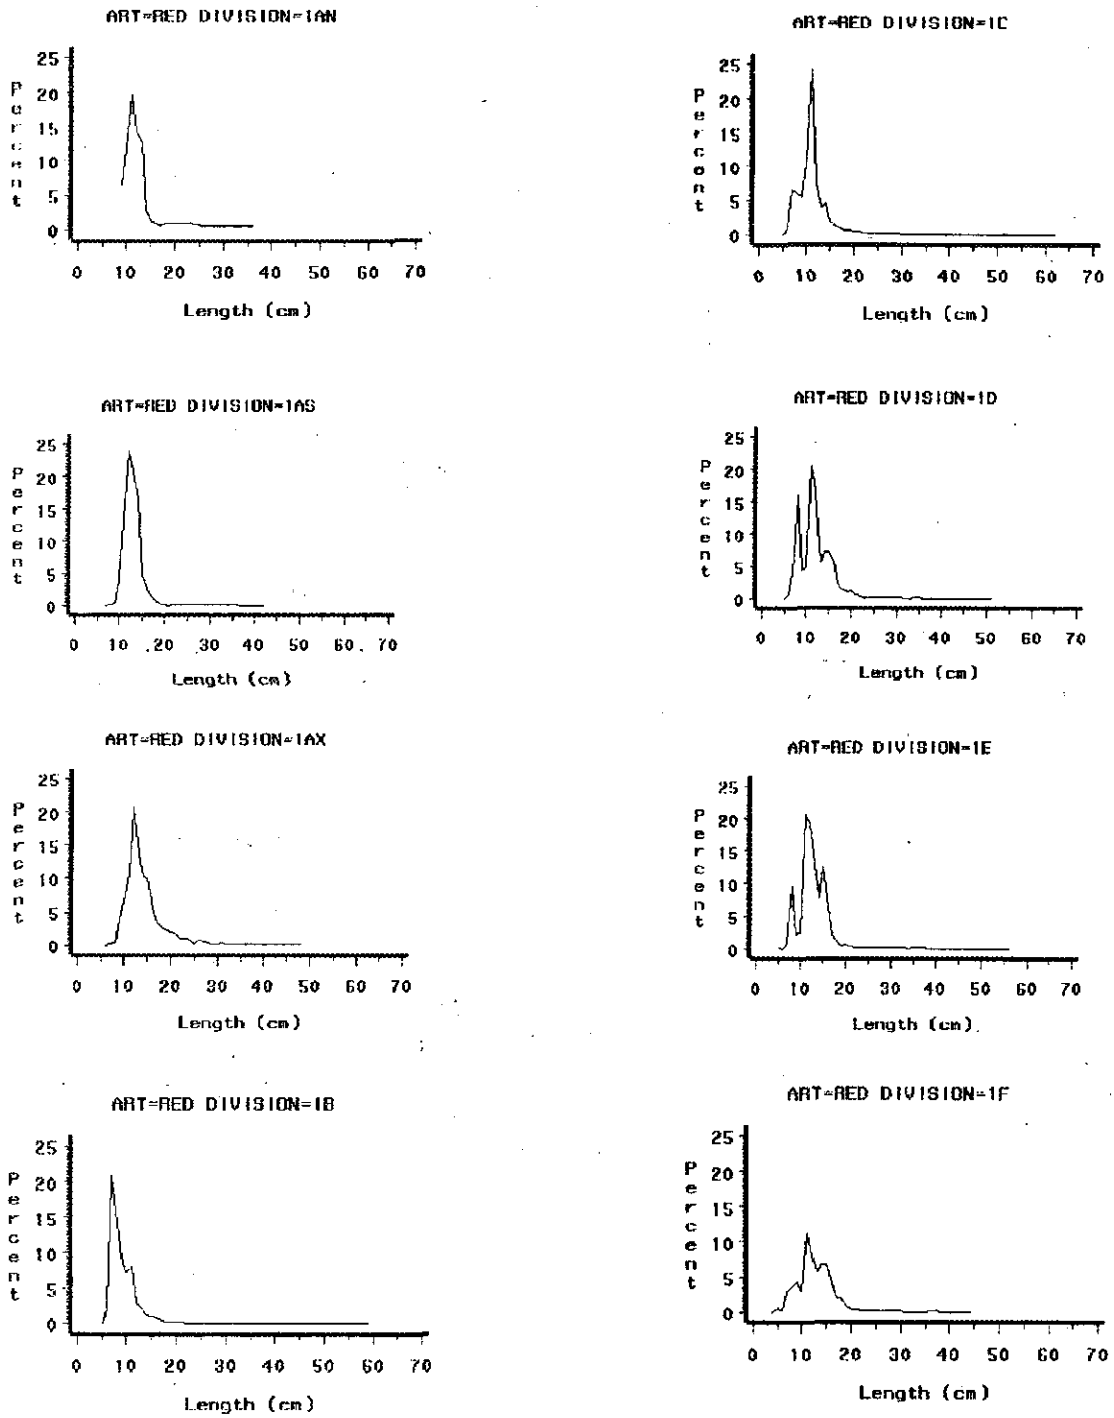 ART=RED DIVISION=1AN
Percent
25
20
15
10
5
0
0 10 20 30 40 50 60 70
Length (cm)
ART=RED DIVISION=1AS
Percent
25
20
15
10
5
0
0 10 20 30 40 50 60 70
Length (cm)
ART=RED DIVISION=1AX
Percent
25
20
15
10
5
0
0 10 20 30 40 50 60 70
Length (cm)
ART=RED DIVISION=1B
Percent
25
20
15
10
5
0
0 10 20 30 40 50 60 70
Length (cm)
ART=RED DIVISION=1C
Percent
25
20
15
10
5
0
0 10 20 30 40 50 60 70
Length (cm)
ART=RED DIVISION=1D
Percent
25
20
15
10
5
0
0 10 20 30 40 50 60 70
Length (cm)
ART=RED DIVISION=1E
Percent
25
20
15
10
5
0
0 10 20 30 40 50 60 70
Length (cm)
ART=RED DIVISION=1F
Percent
25
20
15
10
5
0
0 10 20 30 40 50 60 70
Length (cm)